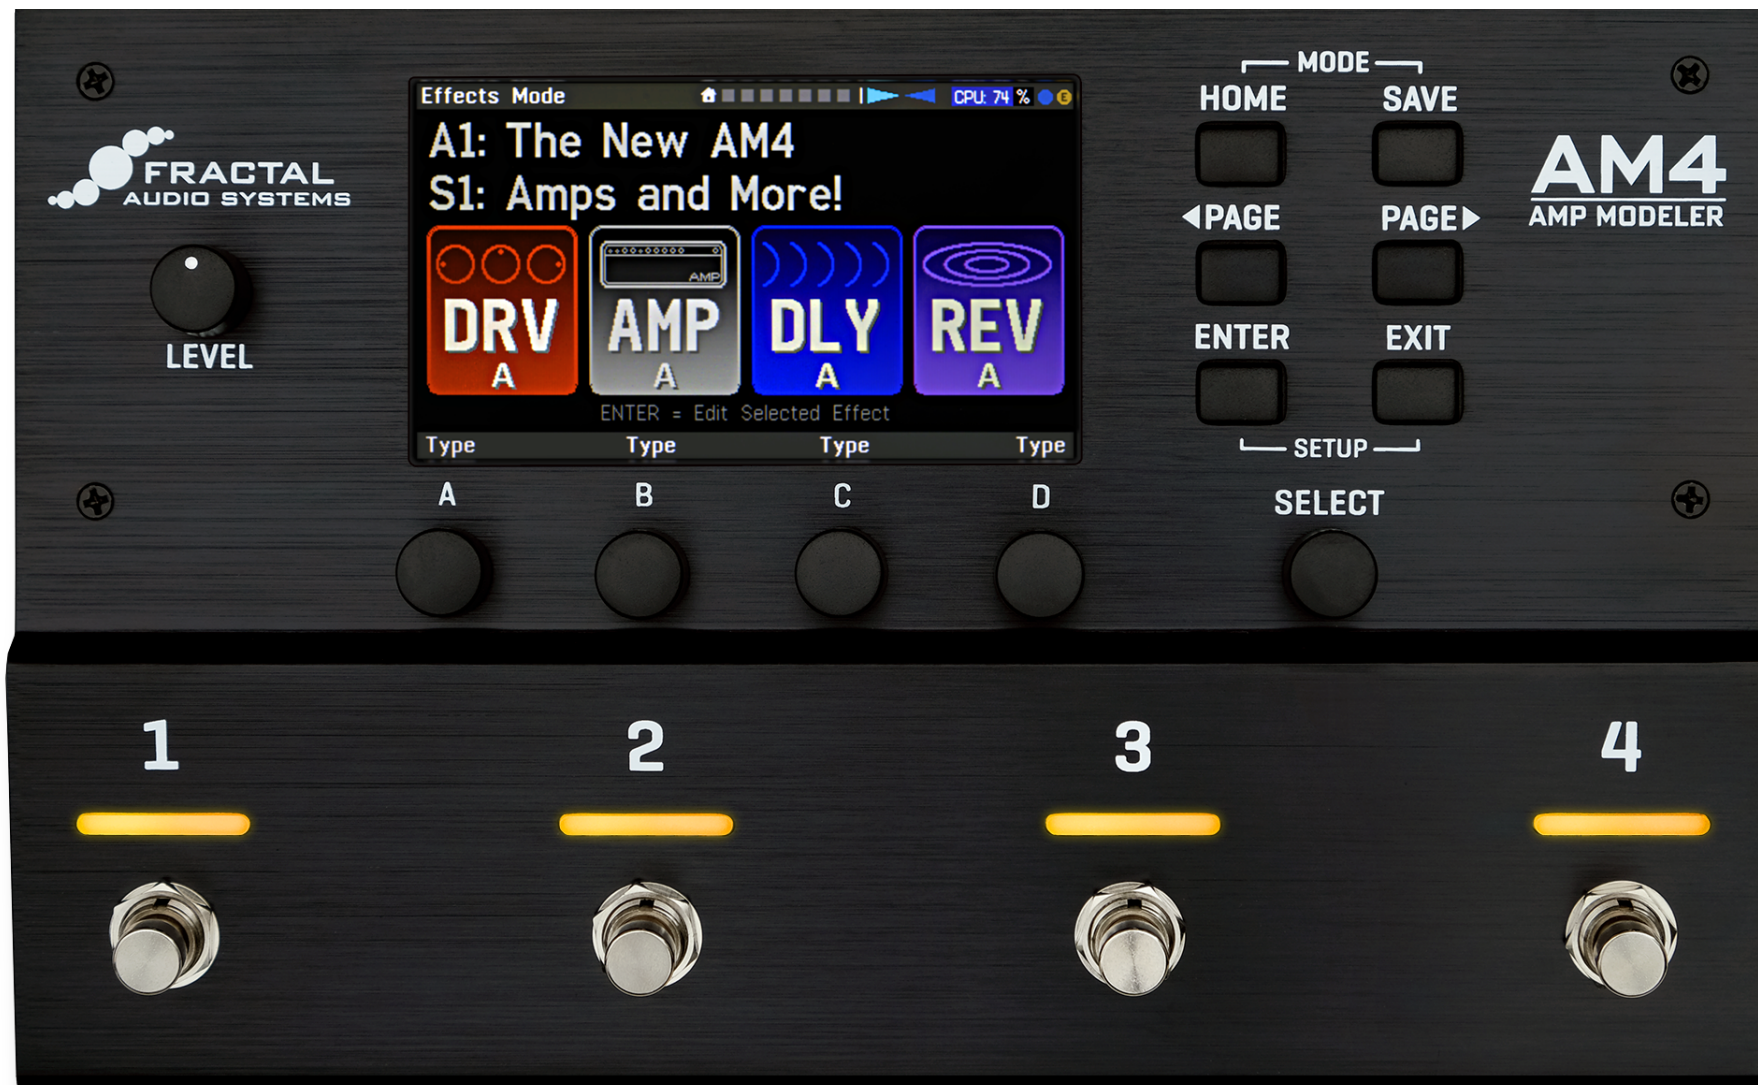 Effects Mode
CPU: 74 %
E
A1: The New AM4
S1: Amps and More!
DRV
A
AMP
AMP
A
DLY
A
REV
A
ENTER = Edit Selected Effect
Type Type Type Type
FRACTAL
AUDIO SYSTEMS
LEVEL
MODE
HOME SAVE
PAGE PAGE
ENTER EXIT
SETUP
AM4
AMP MODELER
A B C D
SELECT
1 2 3 4